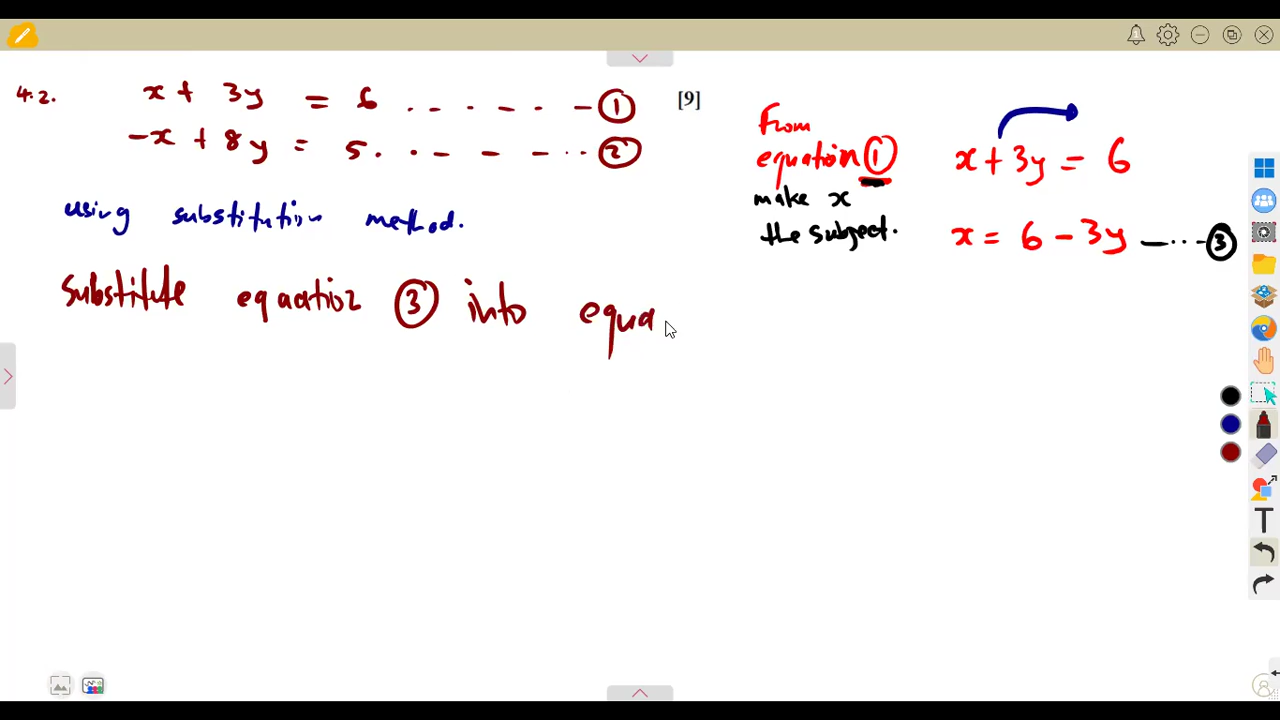 4.2. x + 3y = 6 . . - . - . - ①
[9]
-x + 8y = 5. . - - - . . ②
using substitution method.
substitute equation ③ into equa
From
equation ①
make x
the subject.
x + 3y = 6
x = 6 - 3y —...- ③
T